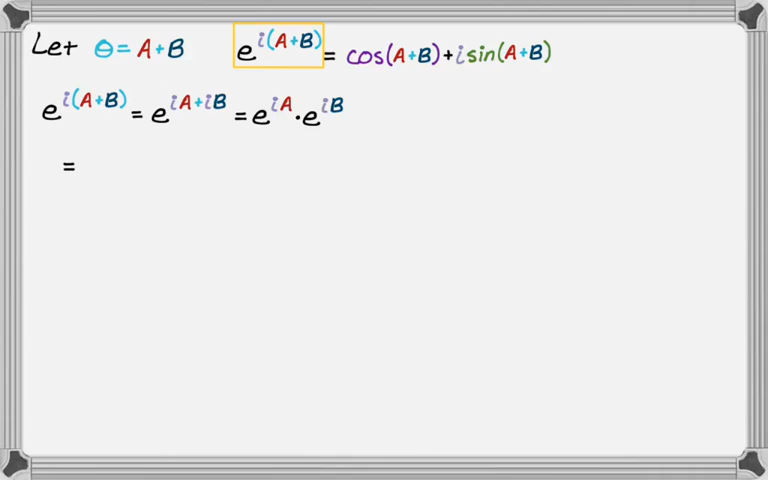 Let θ = A+B e^{i(A+B)} = cos(A+B)+i sin(A+B)
e^{i(A+B)} = e^{iA+iB} = e^{iA}·e^{iB}
=